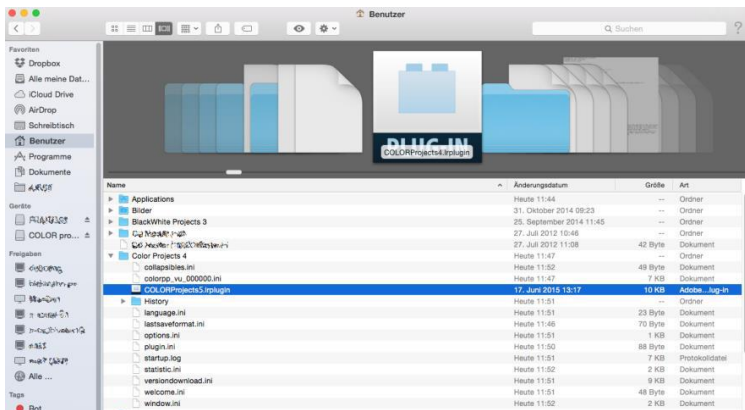 Benutzer
Suchen
?
Favoriten
Dropbox
Alle meine Dat...
iCloud Drive
AirDrop
Schreibtisch
Benutzer
Programme
Dokumente
Geräte
COLOR pro...
Freigaben
Alle ...
Tags
Rot
PLUG-IN
COLORProjects4.lrplugin
Name Änderungsdatum Größe Art
Applications Heute 11:44 -- Ordner
Bilder 31. Oktober 2014 09:23 -- Ordner
BlackWhite Projects 3 25. September 2014 11:45 -- Ordner
27. Juli 2012 10:46 -- Ordner
27. Juli 2012 11:08 42 Byte Dokument
Color Projects 4 Heute 11:47 -- Ordner
collapsibles.ini Heute 11:52 49 Byte Dokument
colorpp_vu_000000.ini Heute 11:47 7 KB Dokument
COLORProjects5.lrplugin 17. Juni 2015 13:17 10 KB Adobe...lug-in
History Heute 11:51 -- Ordner
language.ini Heute 11:51 23 Byte Dokument
lastsaveformat.ini Heute 11:46 70 Byte Dokument
options.ini Heute 11:51 1 KB Dokument
plugin.ini Heute 11:50 88 Byte Dokument
startup.log Heute 11:51 7 KB Protokolldatei
statistic.ini Heute 11:52 2 KB Dokument
versiondownload.ini Heute 11:51 9 KB Dokument
welcome.ini Heute 11:51 48 Byte Dokument
window.ini Heute 11:52 2 KB Dokument